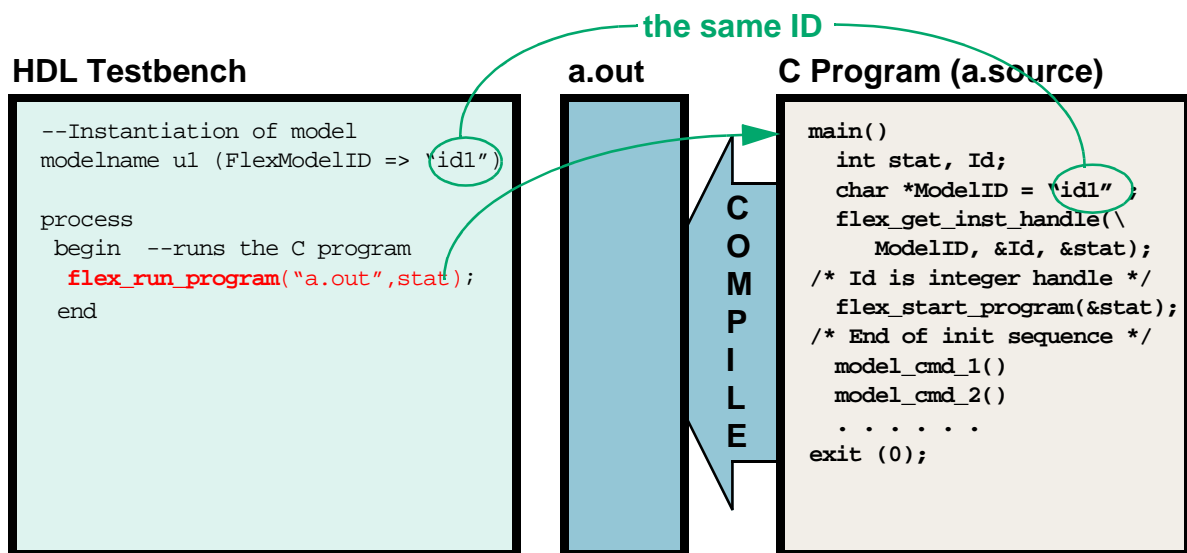 the same ID
HDL Testbench
a.out
C Program (a.source)
--Instantiation of model
modelname u1 (FlexModelID => “id1”)
process
begin --runs the C program
flex_run_program(“a.out”,stat);
end
COMPILE
main()
int stat, Id;
char *ModelID = “id1” ;
flex_get_inst_handle(\
ModelID, &Id, &stat);
/* Id is integer handle */
flex_start_program(&stat);
/* End of init sequence */
model_cmd_1()
model_cmd_2()
. . . . . .
exit (0);